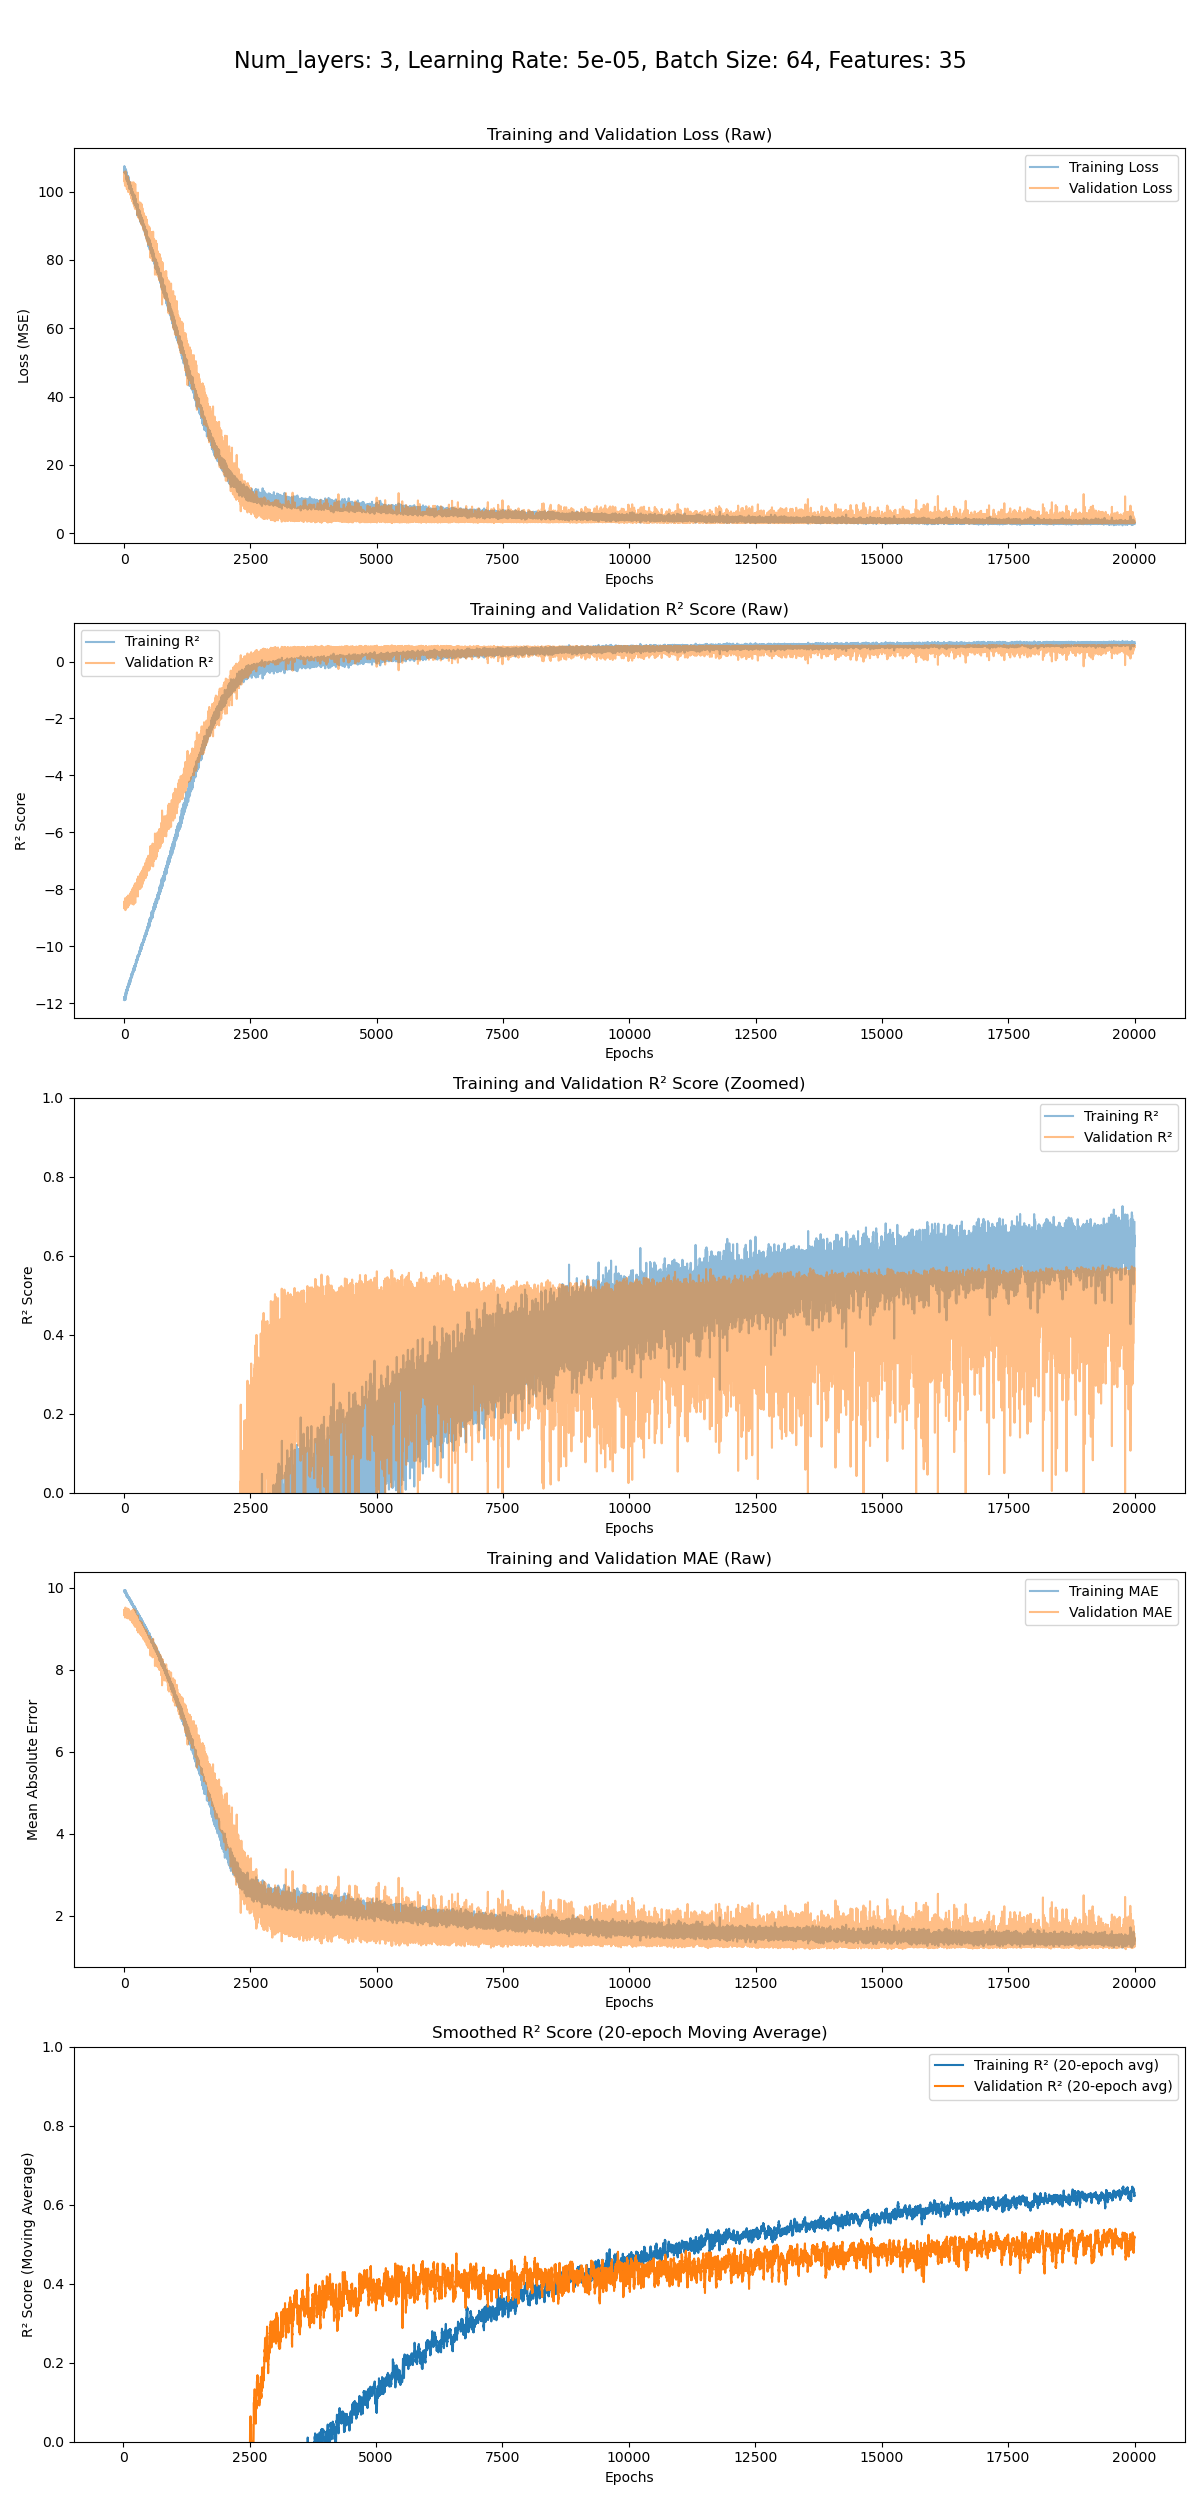 Num_layers: 3, Learning Rate: 5e-05, Batch Size: 64, Features: 35
Training and Validation Loss (Raw)
Training Loss
Validation Loss
100
80
60
40
20
0
Loss (MSE)
0 2500 5000 7500 10000 12500 15000 17500 20000
Epochs
Training and Validation R² Score (Raw)
Training R²
Validation R²
0
−2
−4
−6
−8
−10
−12
R² Score
0 2500 5000 7500 10000 12500 15000 17500 20000
Epochs
Training and Validation R² Score (Zoomed)
Training R²
Validation R²
1.0
0.8
0.6
0.4
0.2
0.0
R² Score
0 2500 5000 7500 10000 12500 15000 17500 20000
Epochs
Training and Validation MAE (Raw)
Training MAE
Validation MAE
10
8
6
4
2
Mean Absolute Error
0 2500 5000 7500 10000 12500 15000 17500 20000
Epochs
Smoothed R² Score (20-epoch Moving Average)
Training R² (20-epoch avg)
Validation R² (20-epoch avg)
1.0
0.8
0.6
0.4
0.2
0.0
R² Score (Moving Average)
0 2500 5000 7500 10000 12500 15000 17500 20000
Epochs